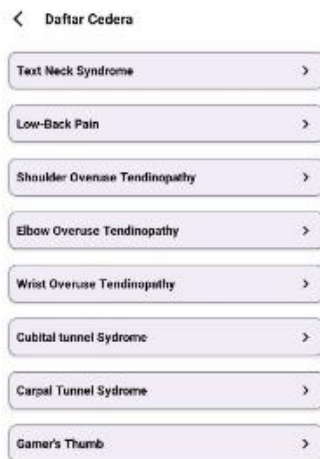 Daftar Cedera
Text Neck Syndrome
Low-Back Pain
Shoulder Overuse Tendinopathy
Elbow Overuse Tendinopathy
Wrist Overuse Tendinopathy
Cubital tunnel Sydrome
Carpal Tunnel Sydrome
Gamer's Thumb